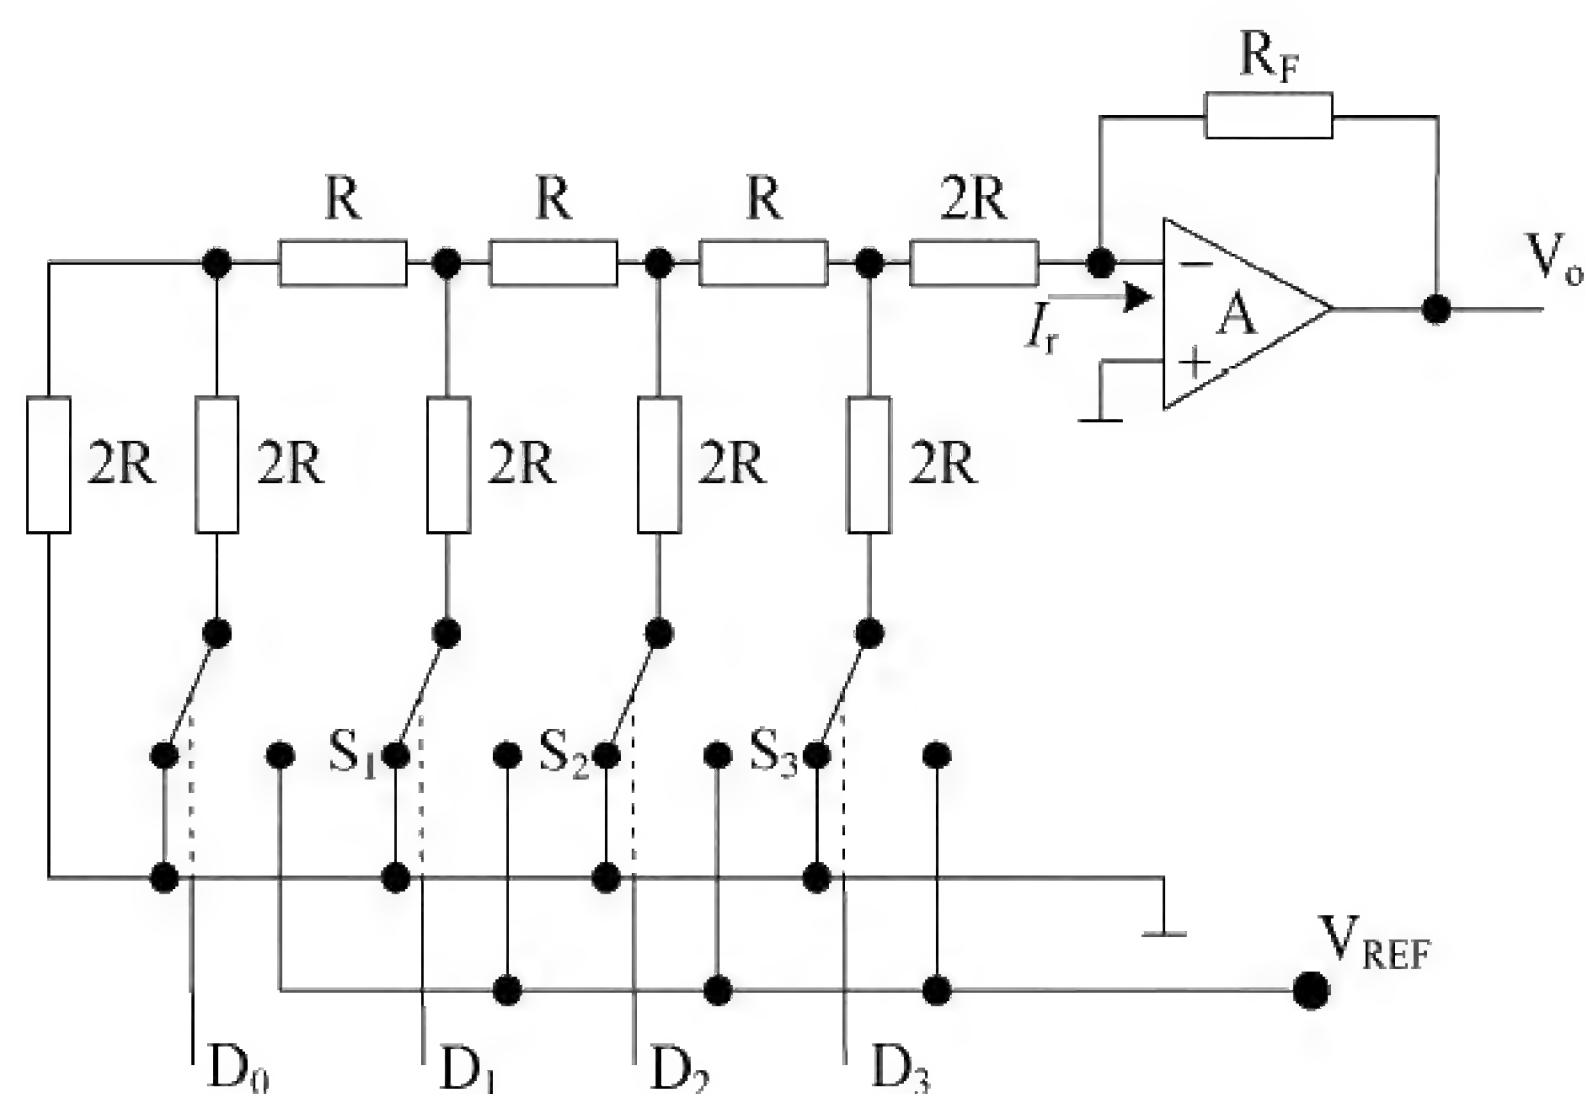 R_F
R R R 2R
V_o
− A
I_r
+
2R 2R 2R 2R 2R
S_1 S_2 S_3
V_REF
D_0 D_1 D_2 D_3